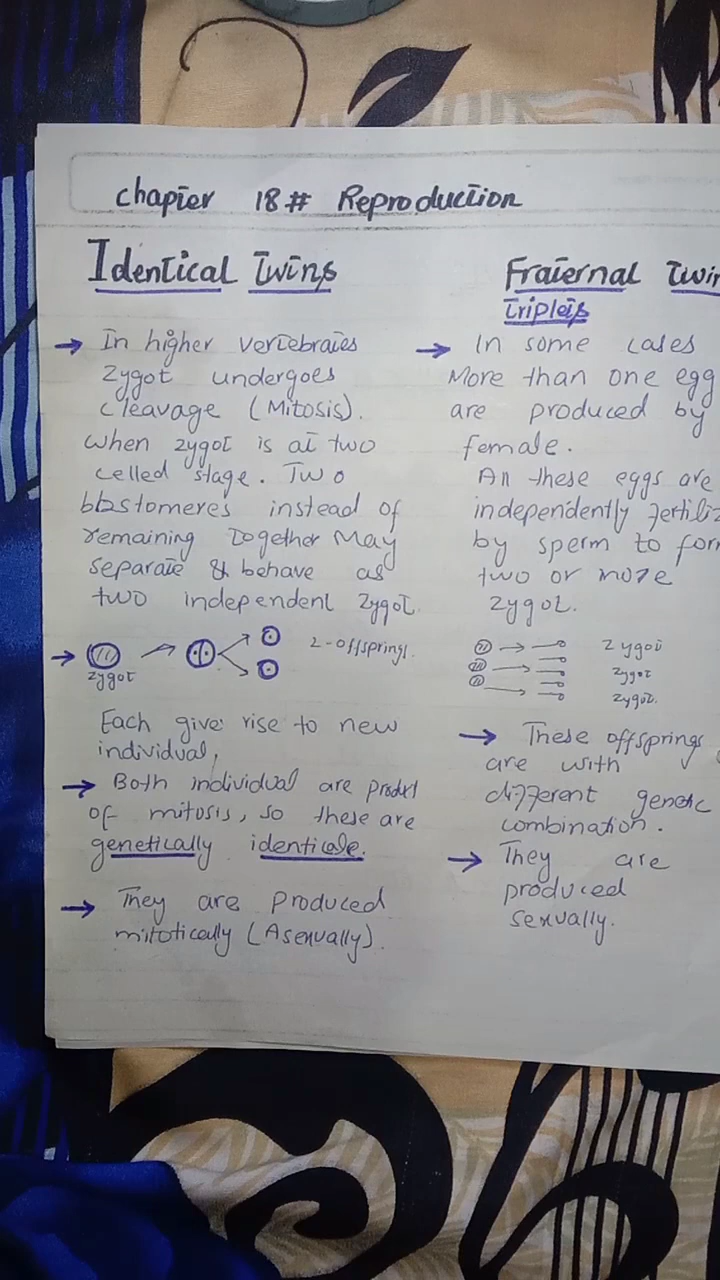 Chapter 18# Reproduction
Identical Twins
→ In higher vertebrates
Zygot undergoes
cleavage (Mitosis).
when zygot is at two
celled stage. Two
blastomeres instead of
remaining together May
separate & behave as
two independent zygot.
→ zygot
2-offsprings.
Each give rise to new
individual,
→ Both individual are product
of mitosis, so these are
genetically identicale.
→ They are produced
mitotically (Asexually).
Fraternal Twin
Triplets
→ In some cases
More than one egg
are produced by
female.
All these eggs are
independently fertiliz
by sperm to form
two or more
zygot.
Zygot
Zygot
Zygot.
→ These offsprings
are with
different genetic
combination.
→ They are
produced
sexually.